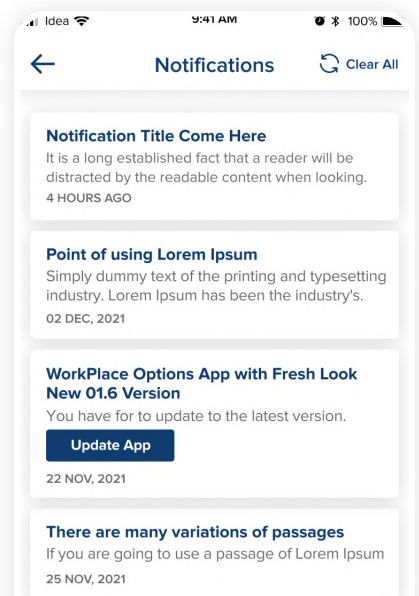 Idea
9:41 AM
100%
Notifications
Clear All
Notification Title Come Here
It is a long established fact that a reader will be
distracted by the readable content when looking.
4 HOURS AGO
Point of using Lorem Ipsum
Simply dummy text of the printing and typesetting
industry. Lorem Ipsum has been the industry's.
02 DEC, 2021
WorkPlace Options App with Fresh Look
New 01.6 Version
You have for to update to the latest version.
Update App
22 NOV, 2021
There are many variations of passages
If you are going to use a passage of Lorem Ipsum
25 NOV, 2021